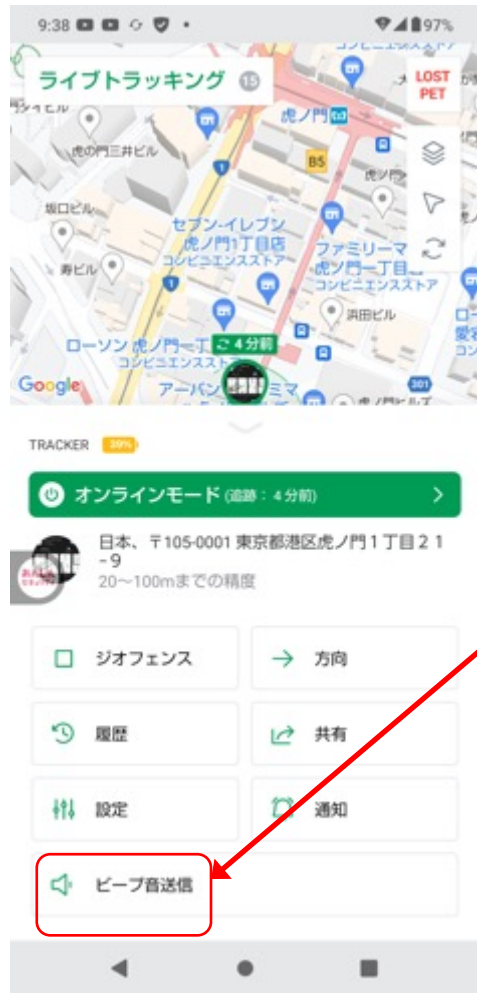 9:38
97%
ライブトラッキング 15
LOST
PET
虎ノ門
虎の門三井ビル
B5
1
坂口ビル
セブン-イレブン
虎ノ門1丁目店
コンビニエンスストア
ファミリーマ
虎ノ門一丁目
コンビニエンスストア
寿ビル
1
浜田ビル
ローソン 虎ノ門一丁
4 分前
コンビニエンススト
Google
アーバン
ミマ
301
TRACKER 39%
オンラインモード (追跡 : 4 分前)
日本、〒105-0001 東京都港区虎ノ門1丁目21
-9
20〜100mまでの精度
ジオフェンス
方向
履歴
共有
設定
通知
ビープ音送信